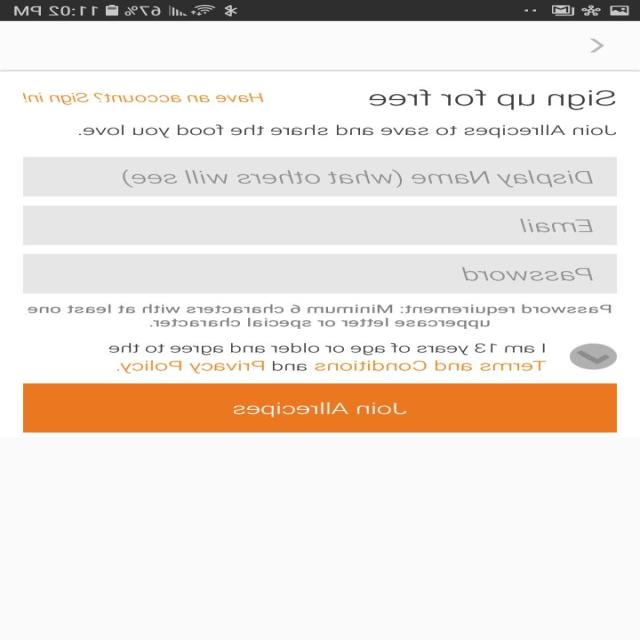 67% 11:02 PM
Sign up for free Have an account? Sign in!
Join Allrecipes to save and share the food you love.
Display Name (what others will see)
Email
Password
Password requirement: Minimum 6 characters with at least one
uppercase letter or special character.
I am 13 years of age or older and agree to the
Terms and Conditions and Privacy Policy.
Join Allrecipes